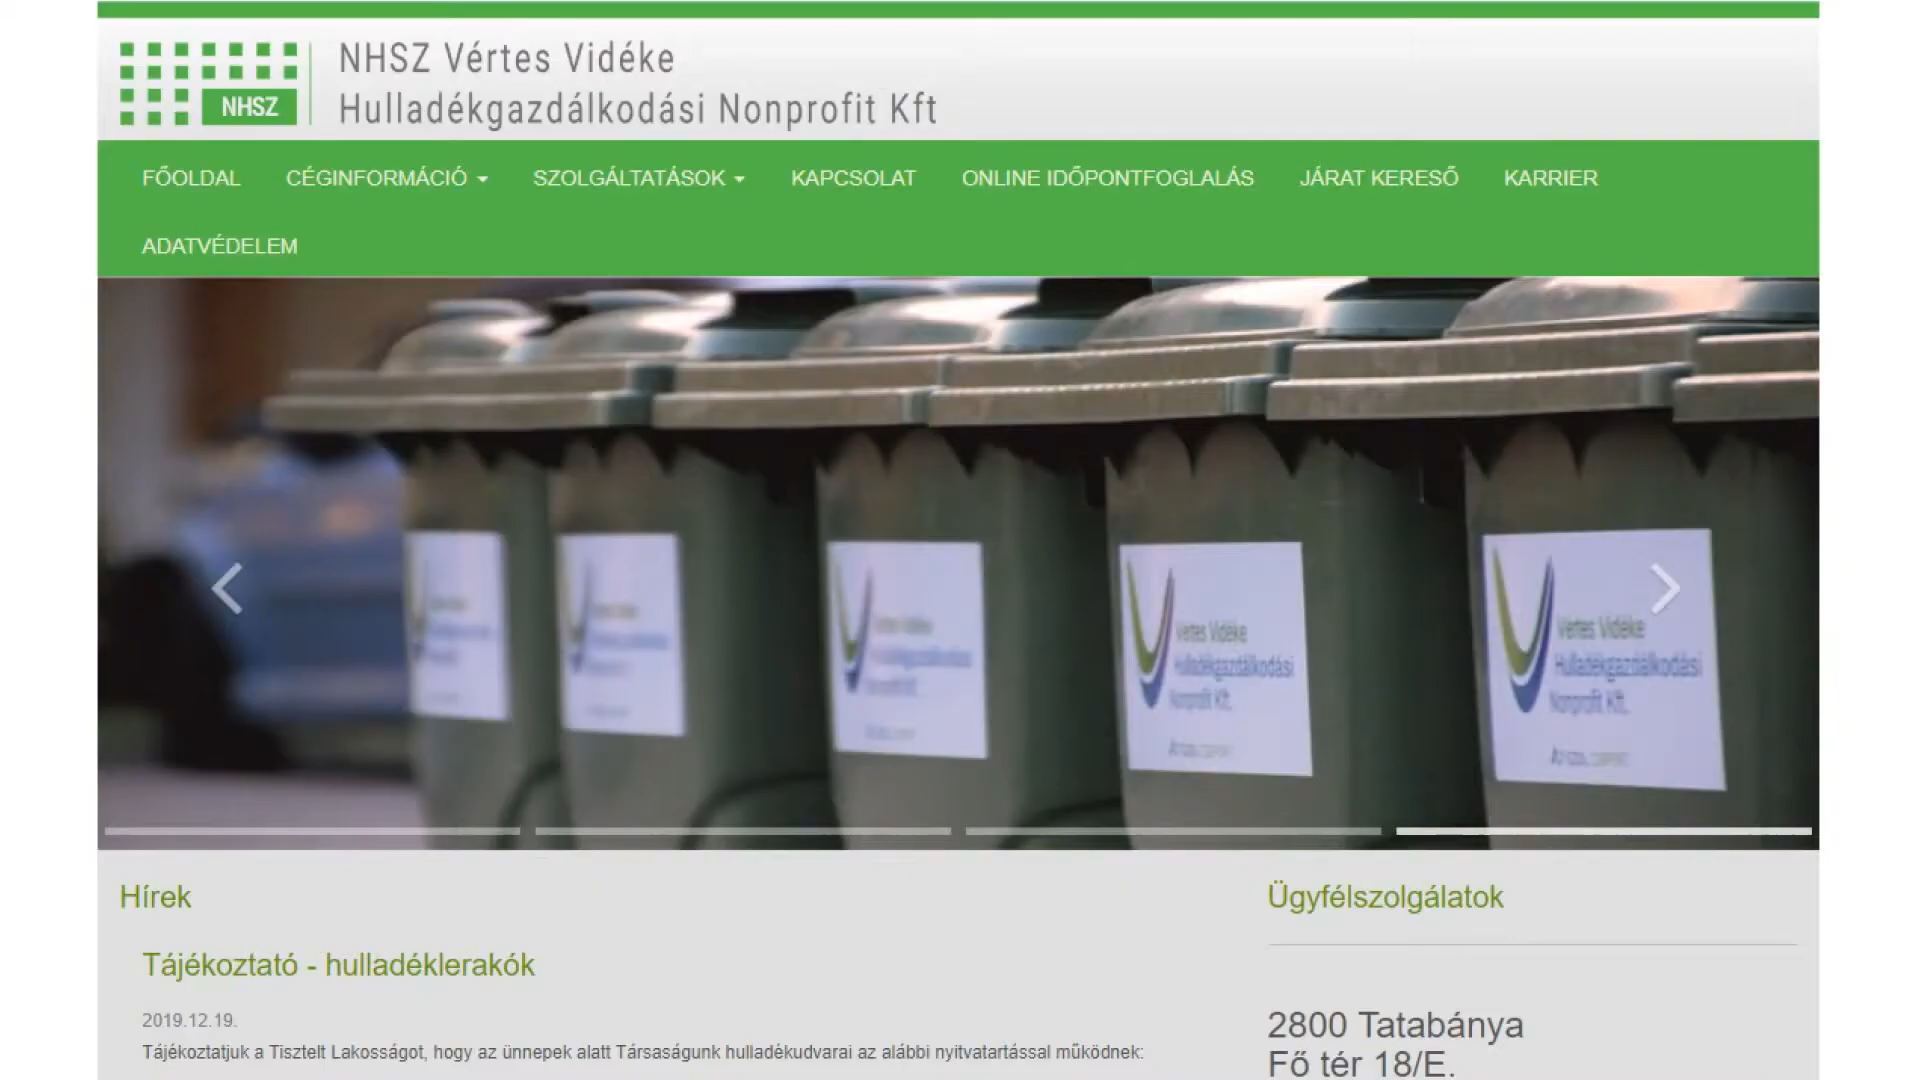 NHSZ
NHSZ Vértes Vidéke
Hulladékgazdálkodási Nonprofit Kft
FŐOLDAL
CÉGINFORMÁCIÓ
SZOLGÁLTATÁSOK
KAPCSOLAT
ONLINE IDŐPONTFOGLALÁS
JÁRAT KERESŐ
KARRIER
ADATVÉDELEM
Vértes Vidéke
Hulladékgazdálkodási
Nonprofit Kft.
Vértes Vidéke
Hulladékgazdálkodási
Nonprofit Kft.
Hírek
Tájékoztató - hulladéklerakók
2019.12.19.
Tájékoztatjuk a Tisztelt Lakosságot, hogy az ünnepek alatt Társaságunk hulladékudvarai az alábbi nyitvatartással működnek:
Ügyfélszolgálatok
2800 Tatabánya
Fő tér 18/E.